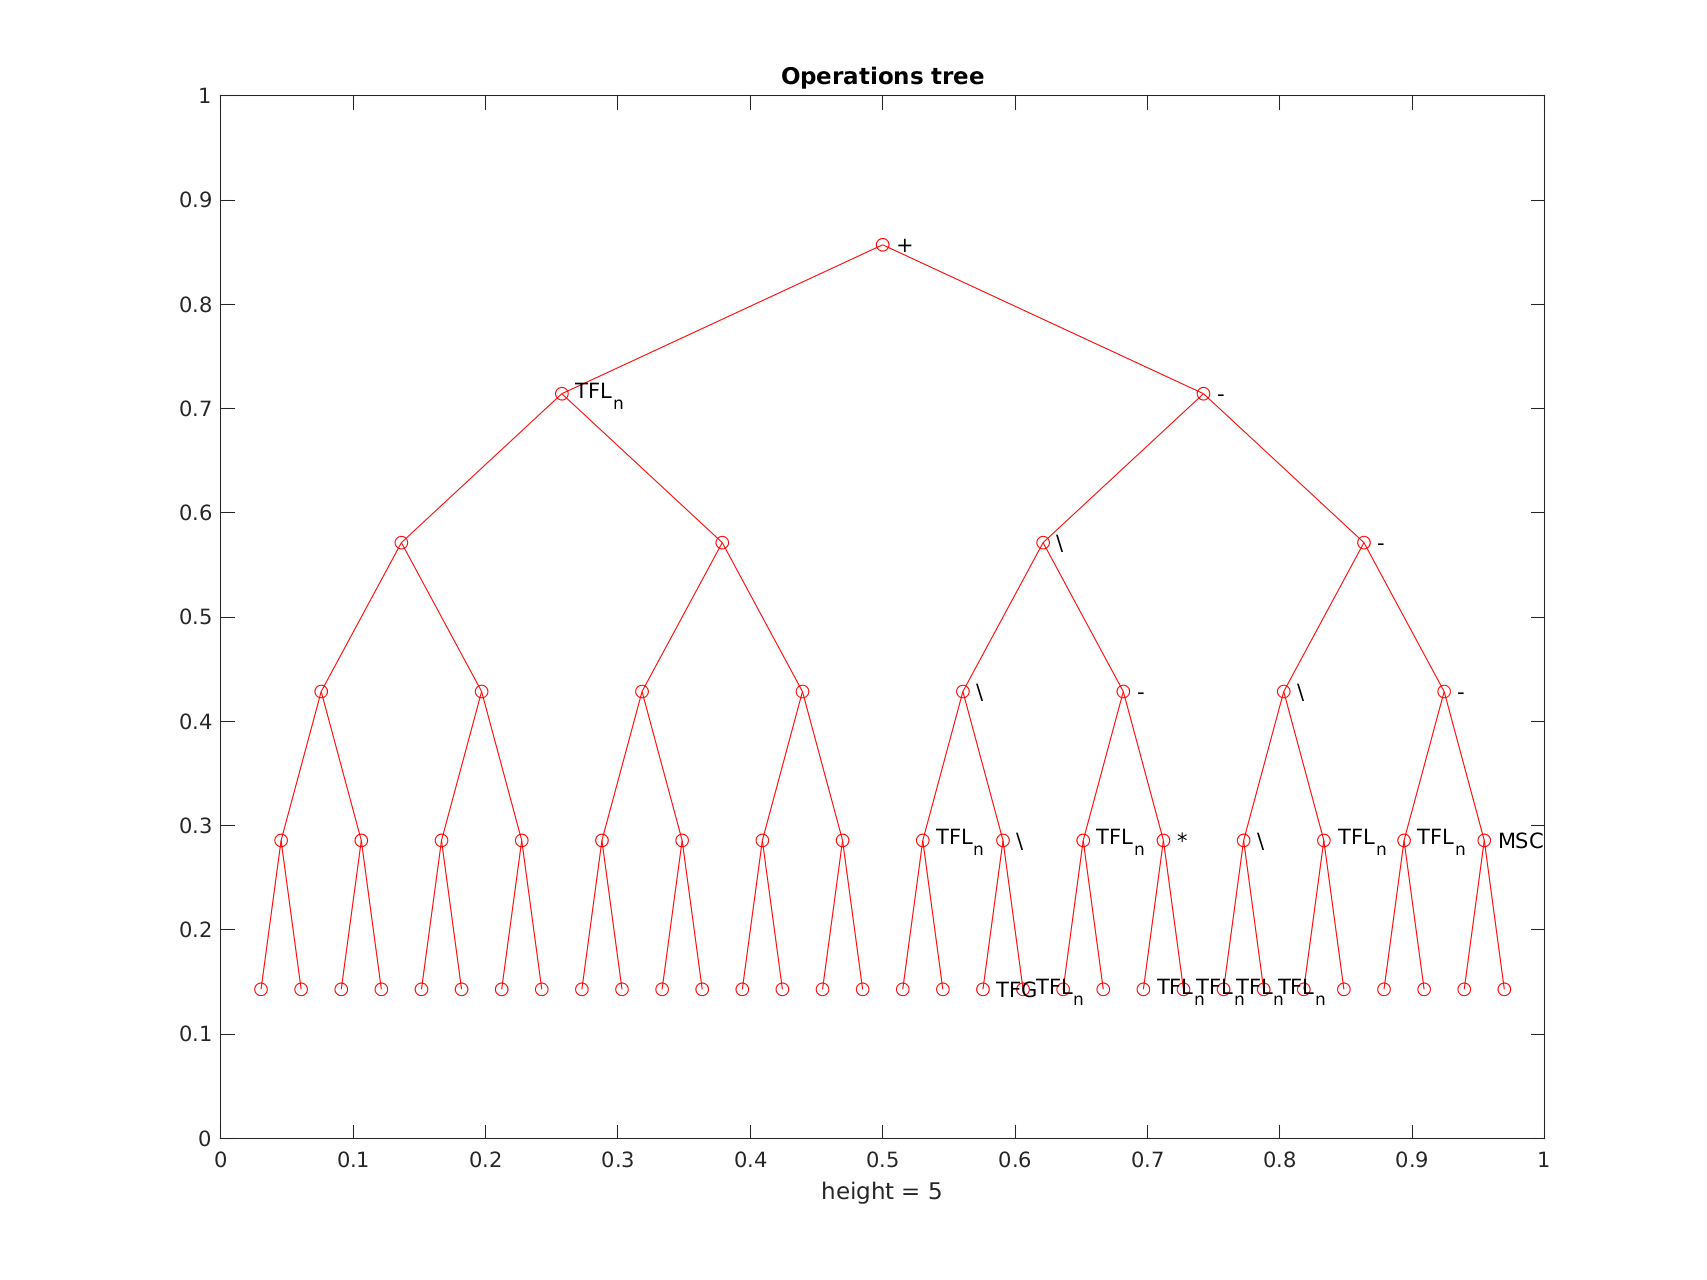 Operations tree
1
0.9
+
0.8
TFLn -
0.7
0.6
\ -
0.5
\ - \ -
0.4
0.3
TFLn \ TFLn * \ TFLn TFLn MSC
0.2
TFG TFLn TFLn TFLn TFLn TFLn
0.1
0
0 0.1 0.2 0.3 0.4 0.5 0.6 0.7 0.8 0.9 1
height = 5